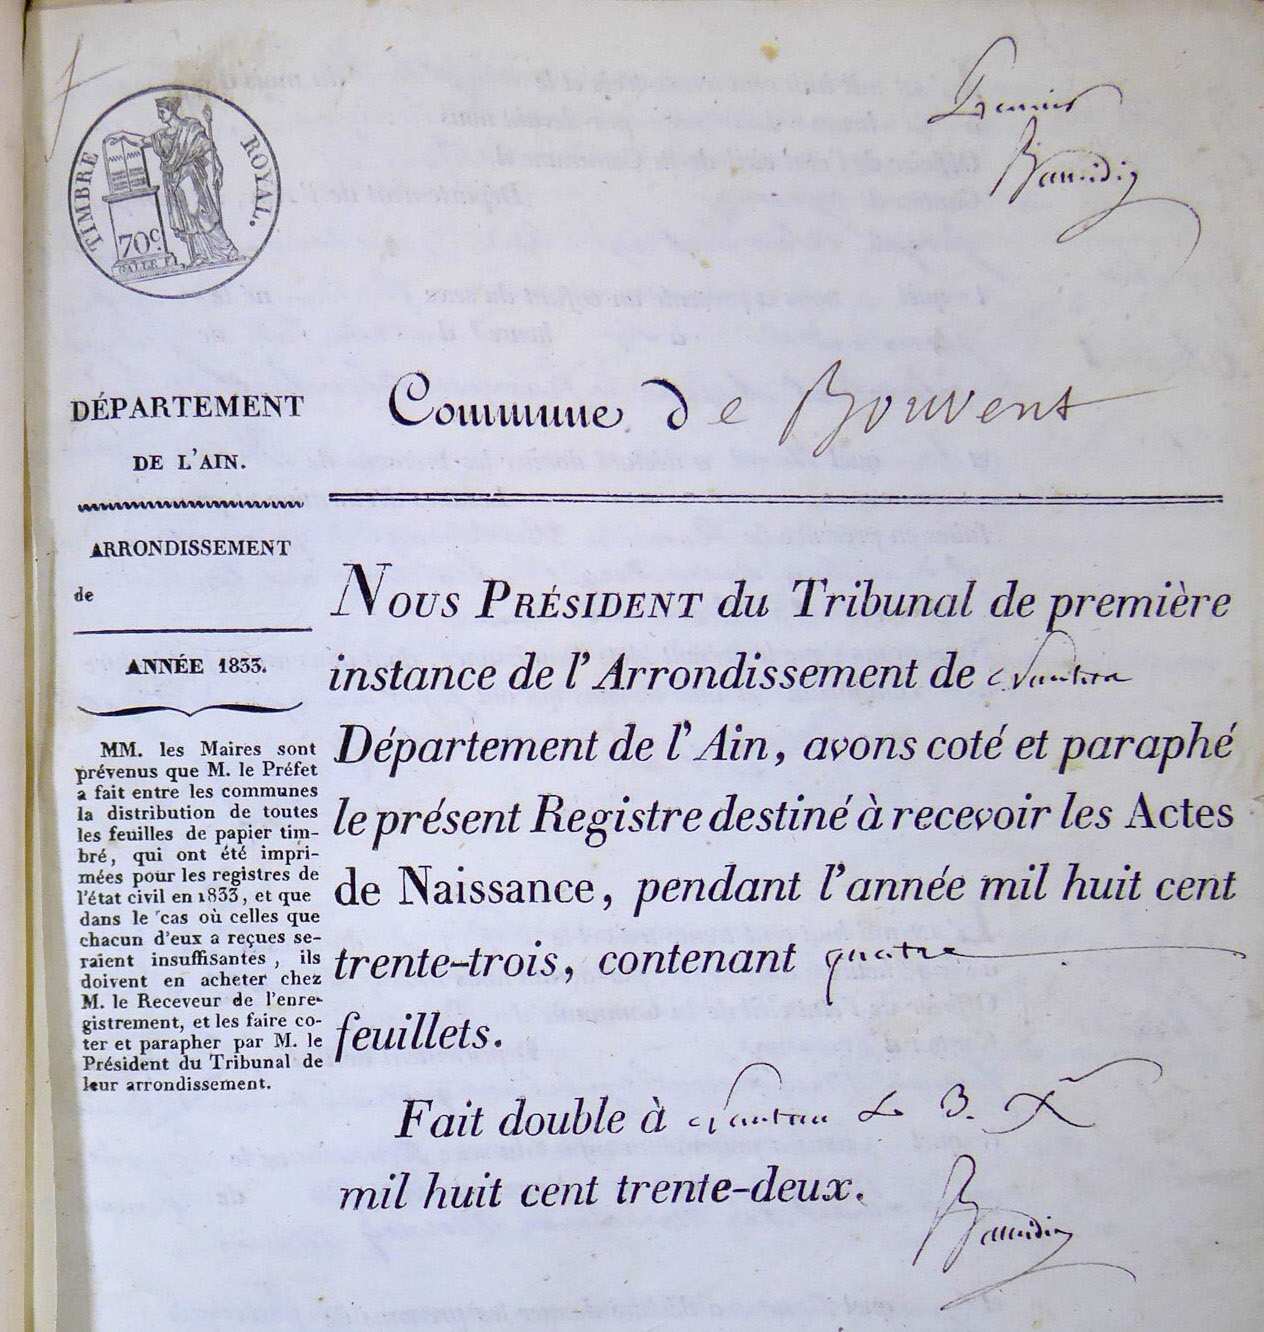 Premier
Baudin
TIMBRE ROYAL.
70 c
DÉPARTEMENT
DE L'AIN.
Commune de Bouvent
ARRONDISSEMENT
de
ANNÉE 1833.
MM. les Maires sont
prévenus que M. le Préfet
a fait entre les communes
la distribution de toutes
les feuilles de papier tim-
bré, qui ont été impri-
mées pour les registres de
l'état civil en 1833, et que
dans le cas où celles que
chacun d'eux a reçues se-
raient insuffisantes, ils
doivent en acheter chez
M. le Receveur de l'enre-
gistrement, et les faire co-
ter et parapher par M. le
Président du Tribunal de
leur arrondissement.
NOUS PRÉSIDENT du Tribunal de première
instance de l'Arrondissement de Nantua
Département de l'Ain, avons coté et paraphé
le présent Registre destiné à recevoir les Actes
de Naissance, pendant l'année mil huit cent
trente-trois, contenant quatre
feuillets.
Fait double à Nantua le 3. X
mil huit cent trente-deux.
Baudin